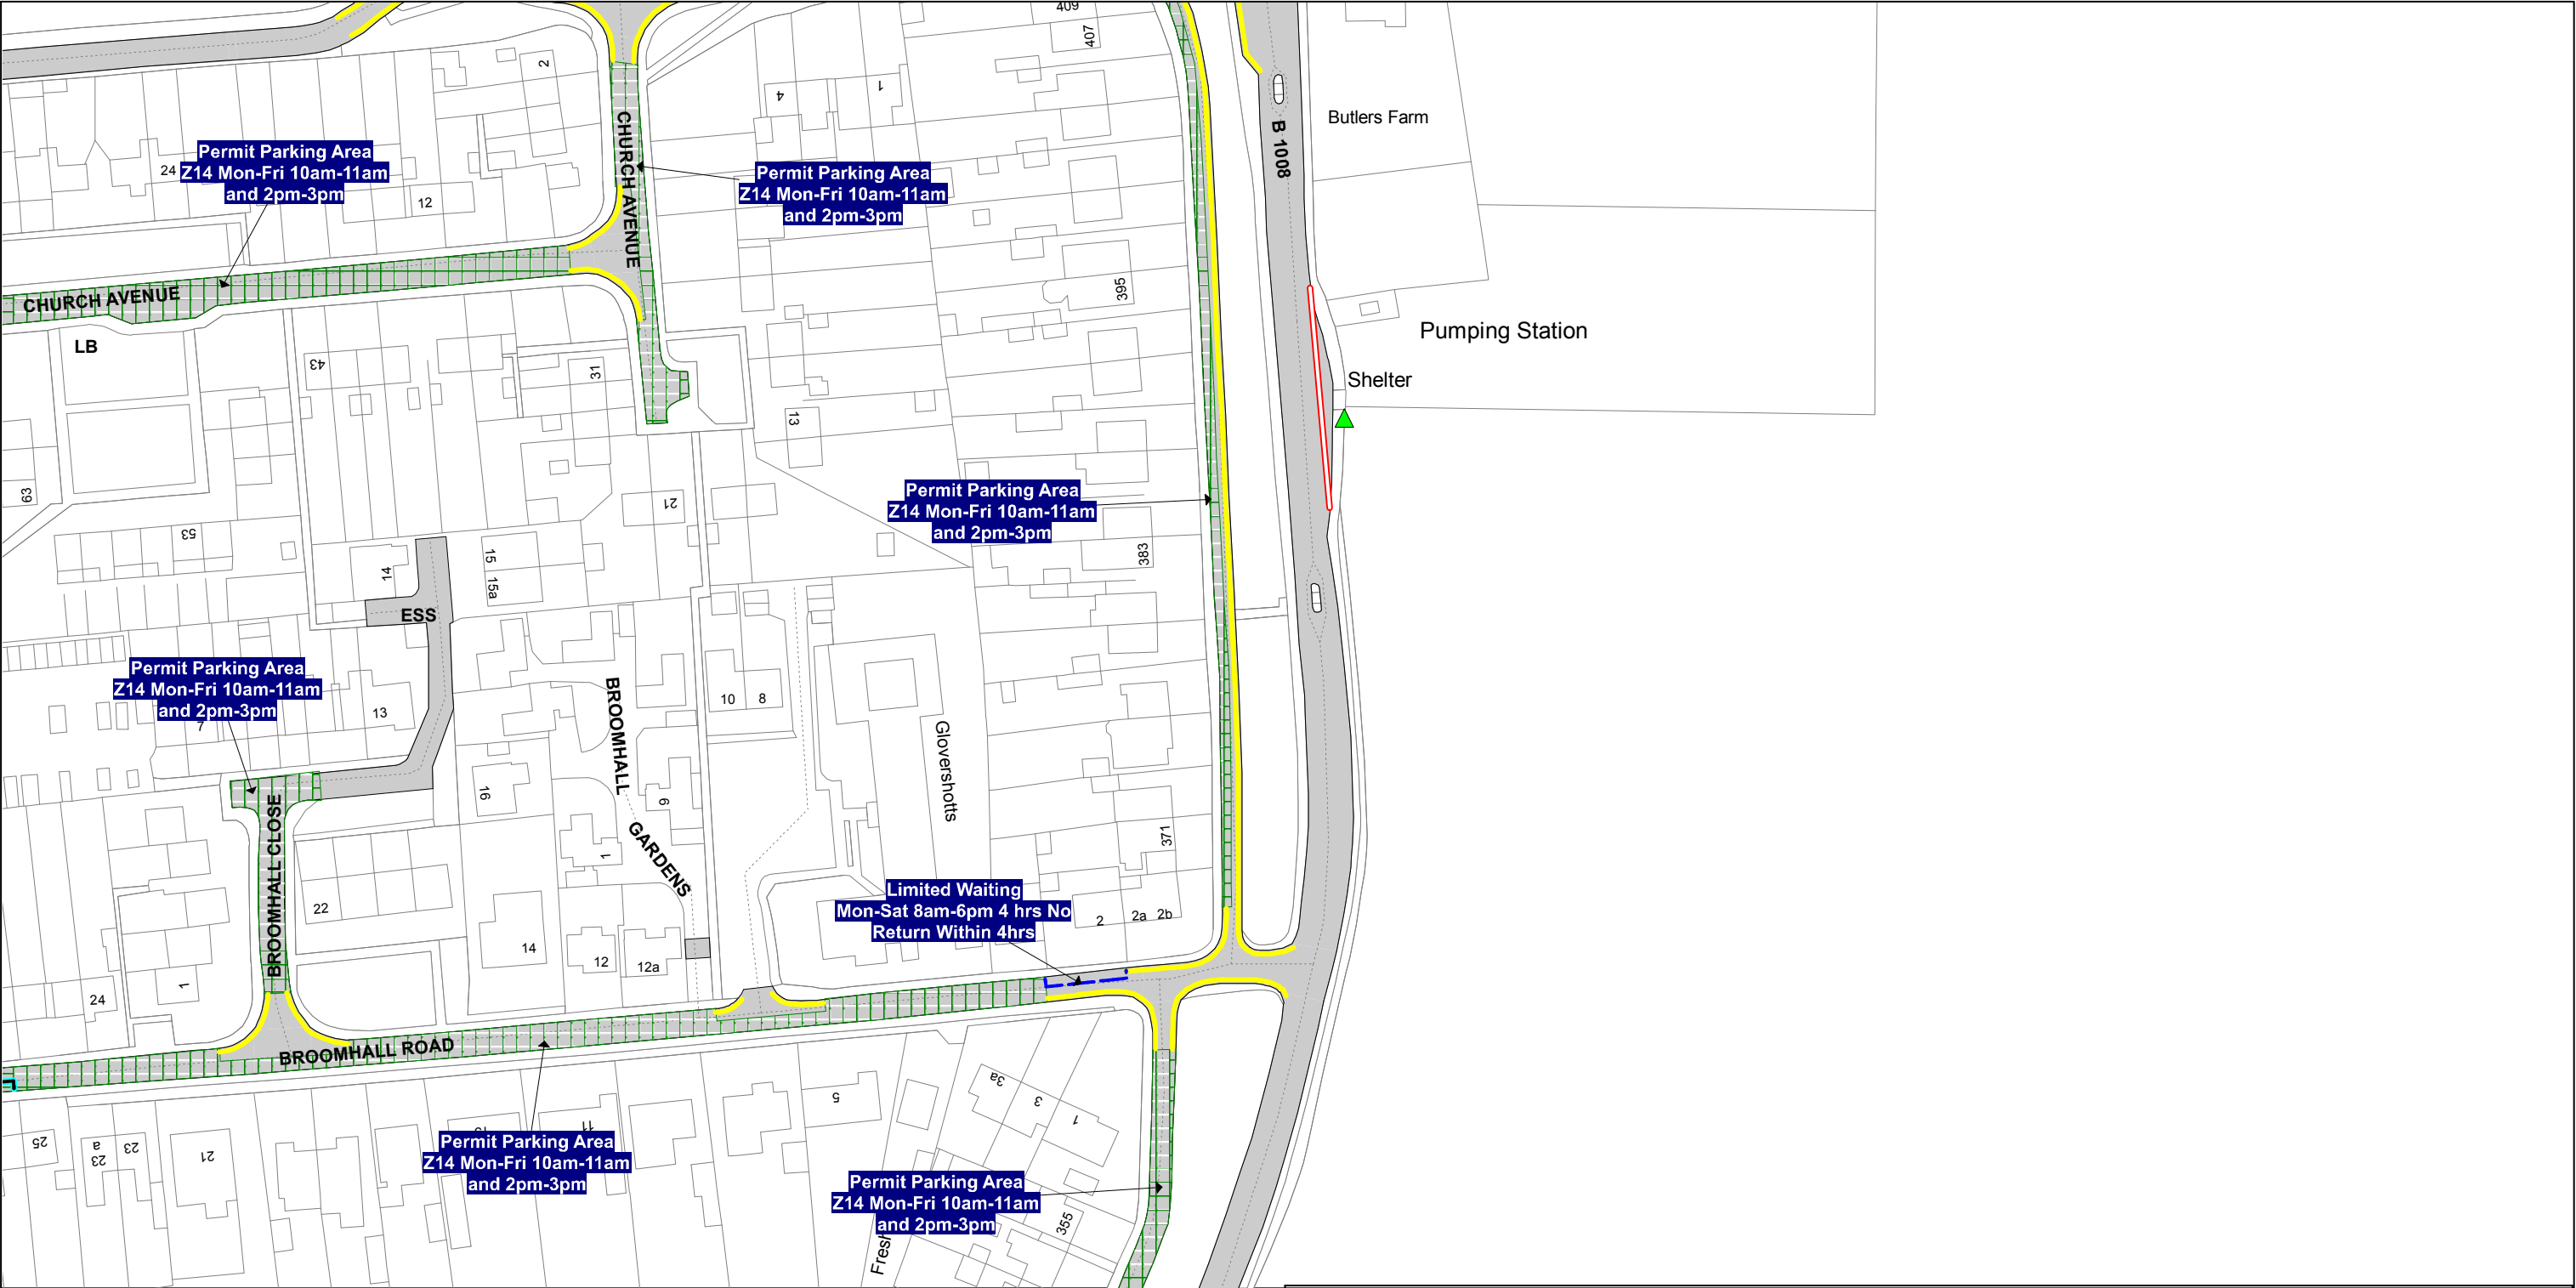 409
407
2
4
1
Butlers Farm
B 1008
CHURCH AVENUE
Permit Parking Area
Z14 Mon-Fri 10am-11am
and 2pm-3pm
24
12
Permit Parking Area
Z14 Mon-Fri 10am-11am
and 2pm-3pm
CHURCH AVENUE
395
Pumping Station
LB
43
31
Shelter
13
63
21
Permit Parking Area
Z14 Mon-Fri 10am-11am
and 2pm-3pm
53
14
15
15a
383
ESS
Permit Parking Area
Z14 Mon-Fri 10am-11am
and 2pm-3pm
7
13
BROOMHALL
GARDENS
10
8
Glovershotts
16
9
1
371
BROOMHALL CLOSE
22
Limited Waiting
Mon-Sat 8am-6pm 4 hrs No
Return Within 4hrs
2
2a
2b
14
12
12a
24
1
BROOMHALL ROAD
3a
3
1
5
25
23
a
23
21
11
Permit Parking Area
Z14 Mon-Fri 10am-11am
and 2pm-3pm
Permit Parking Area
Z14 Mon-Fri 10am-11am
and 2pm-3pm
355